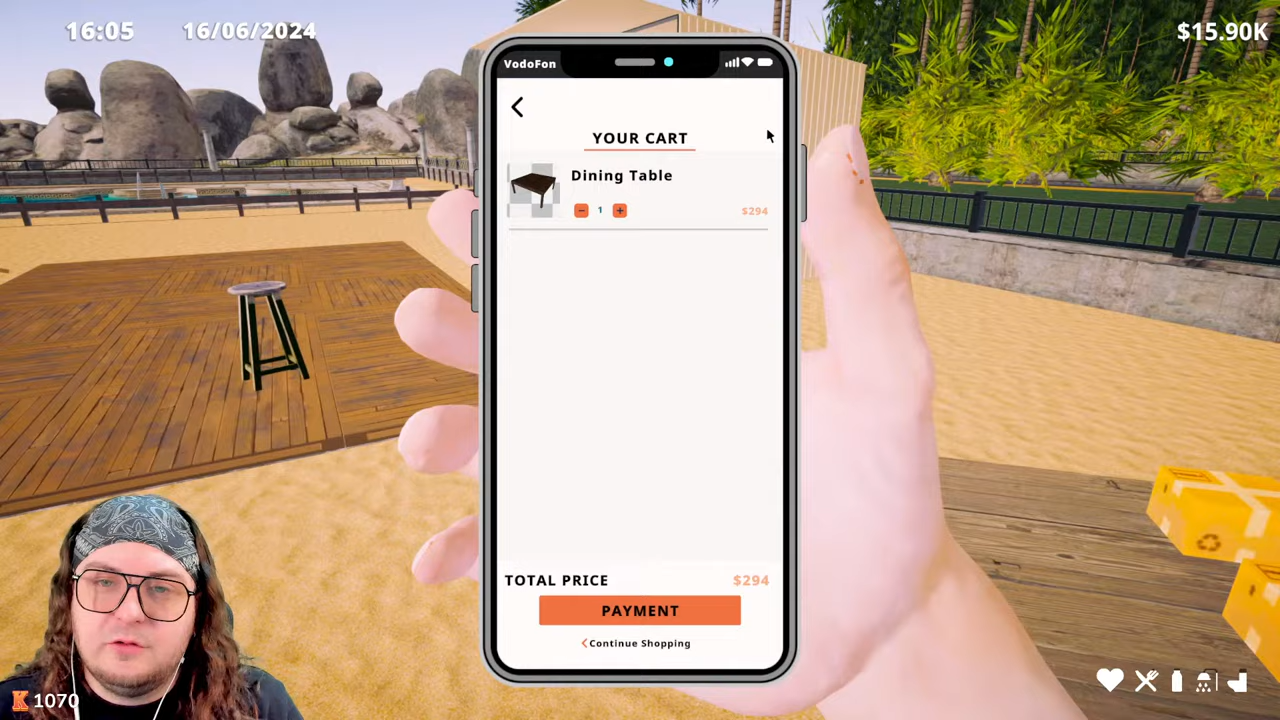 16:05
16/06/2024
$15.90K
VodoFon
YOUR CART
Dining Table
1
$294
TOTAL PRICE
$294
PAYMENT
Continue Shopping
K 1070